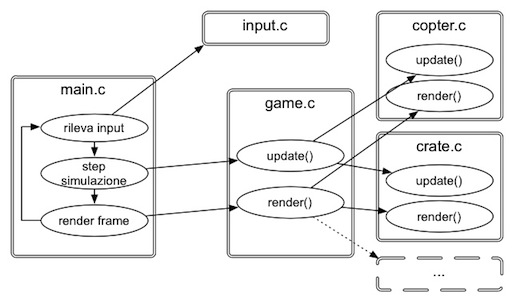 input.c
copter.c
update()
render()
main.c
rileva input
step
simulazione
render frame
game.c
update()
render()
crate.c
update()
render()
...